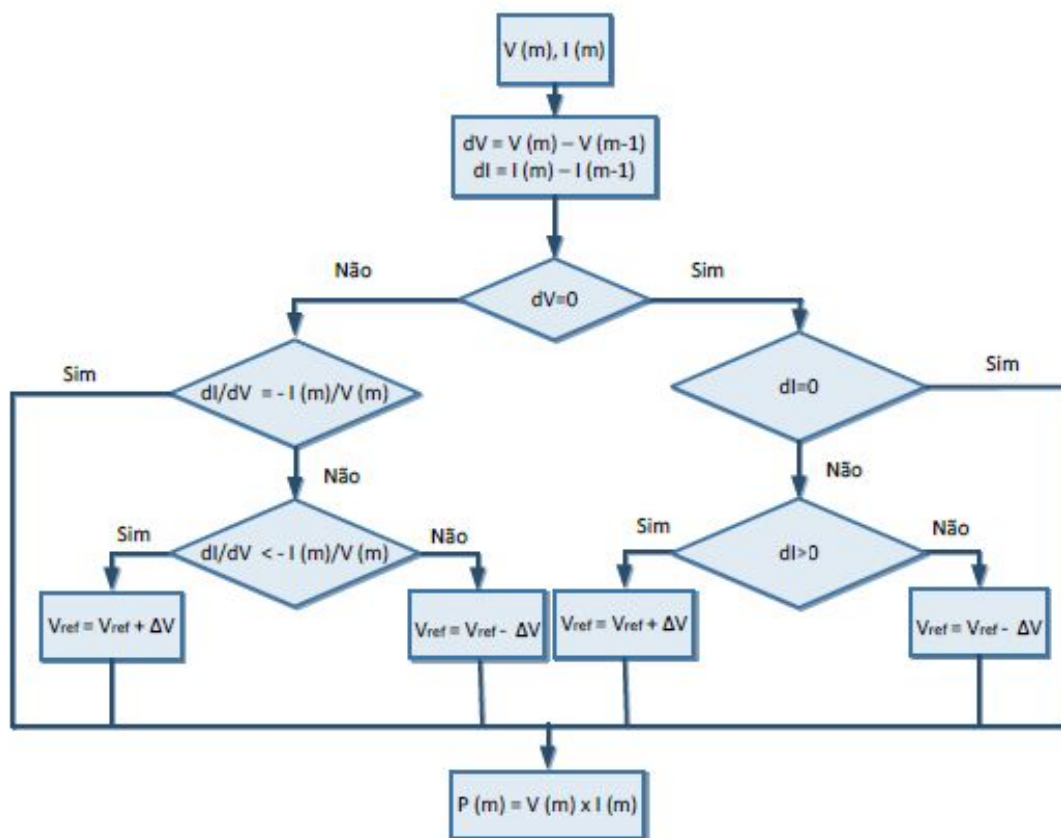 V (m), I (m)
dV = V (m) – V (m-1)
dI = I (m) – I (m-1)
Não
Sim
dV=0
Sim
dI/dV = - I (m)/V (m)
dI=0
Sim
Não
Não
Sim
dI/dV < - I (m)/V (m)
Não
Sim
dI>0
Não
Vref = Vref + ΔV
Vref = Vref - ΔV
Vref = Vref + ΔV
Vref = Vref - ΔV
P (m) = V (m) x I (m)